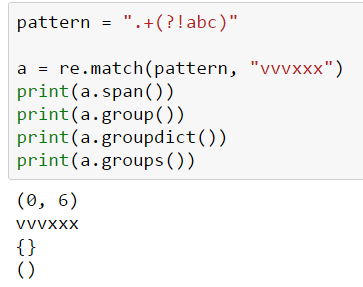 pattern = ".+(?!abc)"
a = re.match(pattern, "vvvxxx")
print(a.span())
print(a.group())
print(a.groupdict())
print(a.groups())
(0, 6)
vvvxxx
{}
()